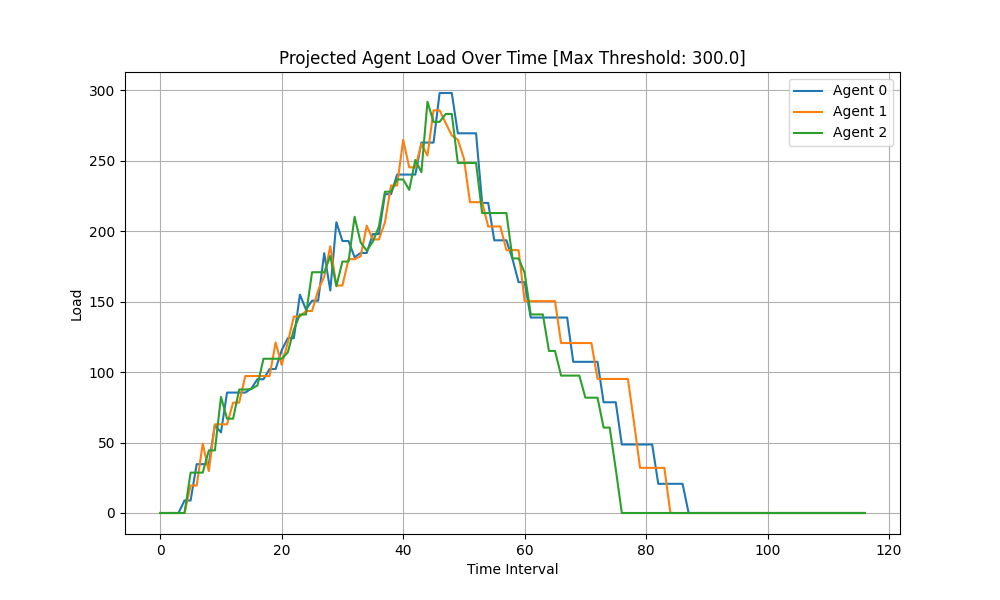 Projected Agent Load Over Time [Max Threshold: 300.0]
Load
300
250
200
150
100
50
0
Agent 0
Agent 1
Agent 2
0 20 40 60 80 100 120
Time Interval